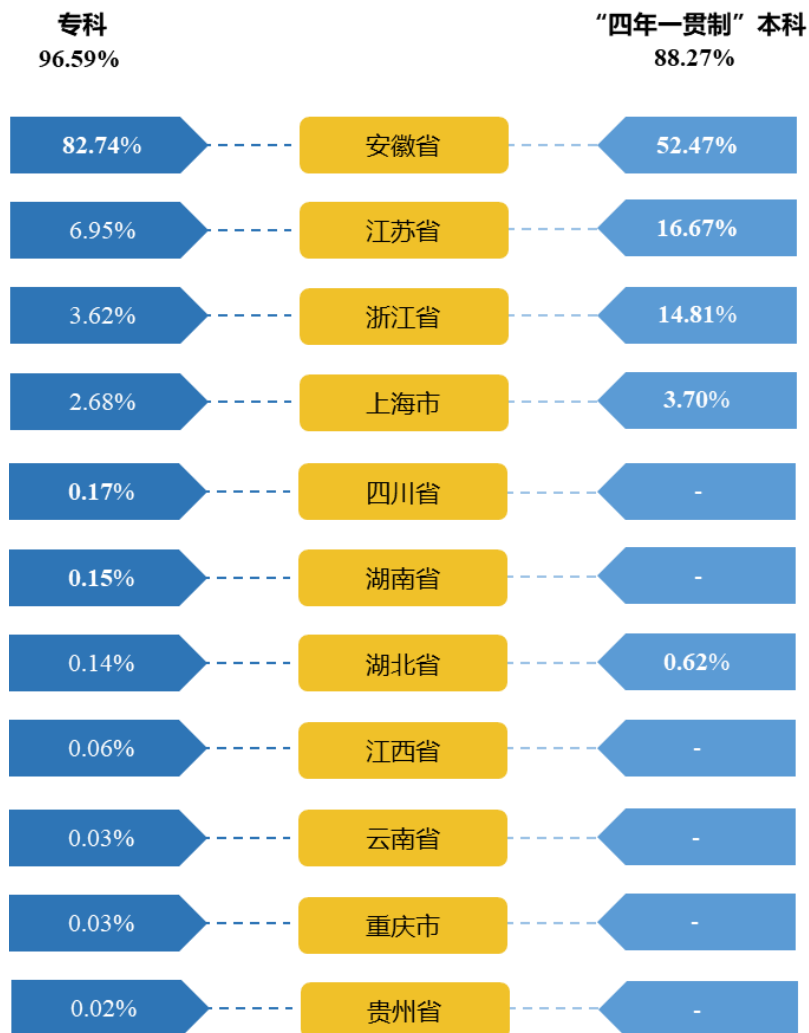 专科 “四年一贯制”本科
96.59% 88.27%
82.74% 安徽省 52.47%
6.95% 江苏省 16.67%
3.62% 浙江省 14.81%
2.68% 上海市 3.70%
0.17% 四川省 -
0.15% 湖南省 -
0.14% 湖北省 0.62%
0.06% 江西省 -
0.03% 云南省 -
0.03% 重庆市 -
0.02% 贵州省 -